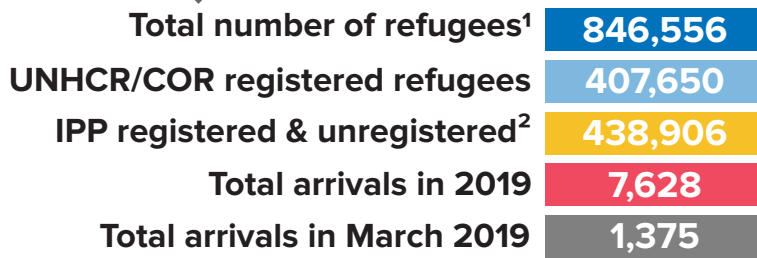 Total number of refugees¹ 846,556
UNHCR/COR registered refugees 407,650
IPP registered & unregistered² 438,906
Total arrivals in 2019 7,628
Total arrivals in March 2019 1,375